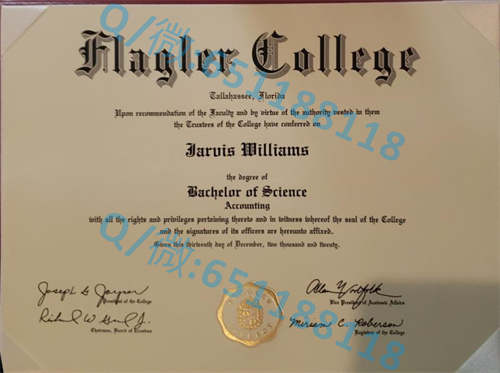 Flagler College
Tallahassee, Florida
Upon recommendation of the Faculty and by virtue of the authority vested in them
the Trustees of the College have conferred on
Jarvis Williams
the degree of
Bachelor of Science
Accounting
with all the rights and privileges pertaining thereto and in witness whereof the seal of the College
and the signatures of its officers are hereunto affixed.
Given this thirteenth day of December, two thousand and twenty.
President of the College
Vice President of Academic Affairs
Chairman, Board of Trustees
Miriam C. Roberson
Registrar of the College
Q/微:651188118
Q/微:651188118